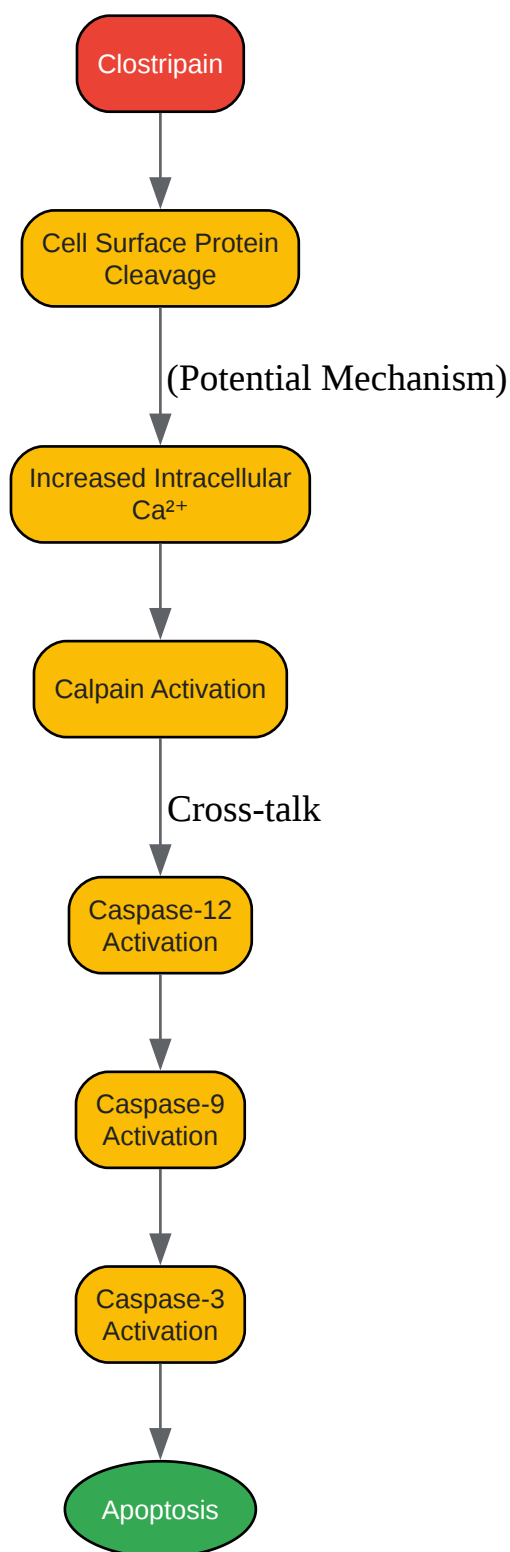 Clostripain
Cell Surface Protein
Cleavage
(Potential Mechanism)
Increased Intracellular
Ca²⁺
Calpain Activation
Cross-talk
Caspase-12
Activation
Caspase-9
Activation
Caspase-3
Activation
Apoptosis